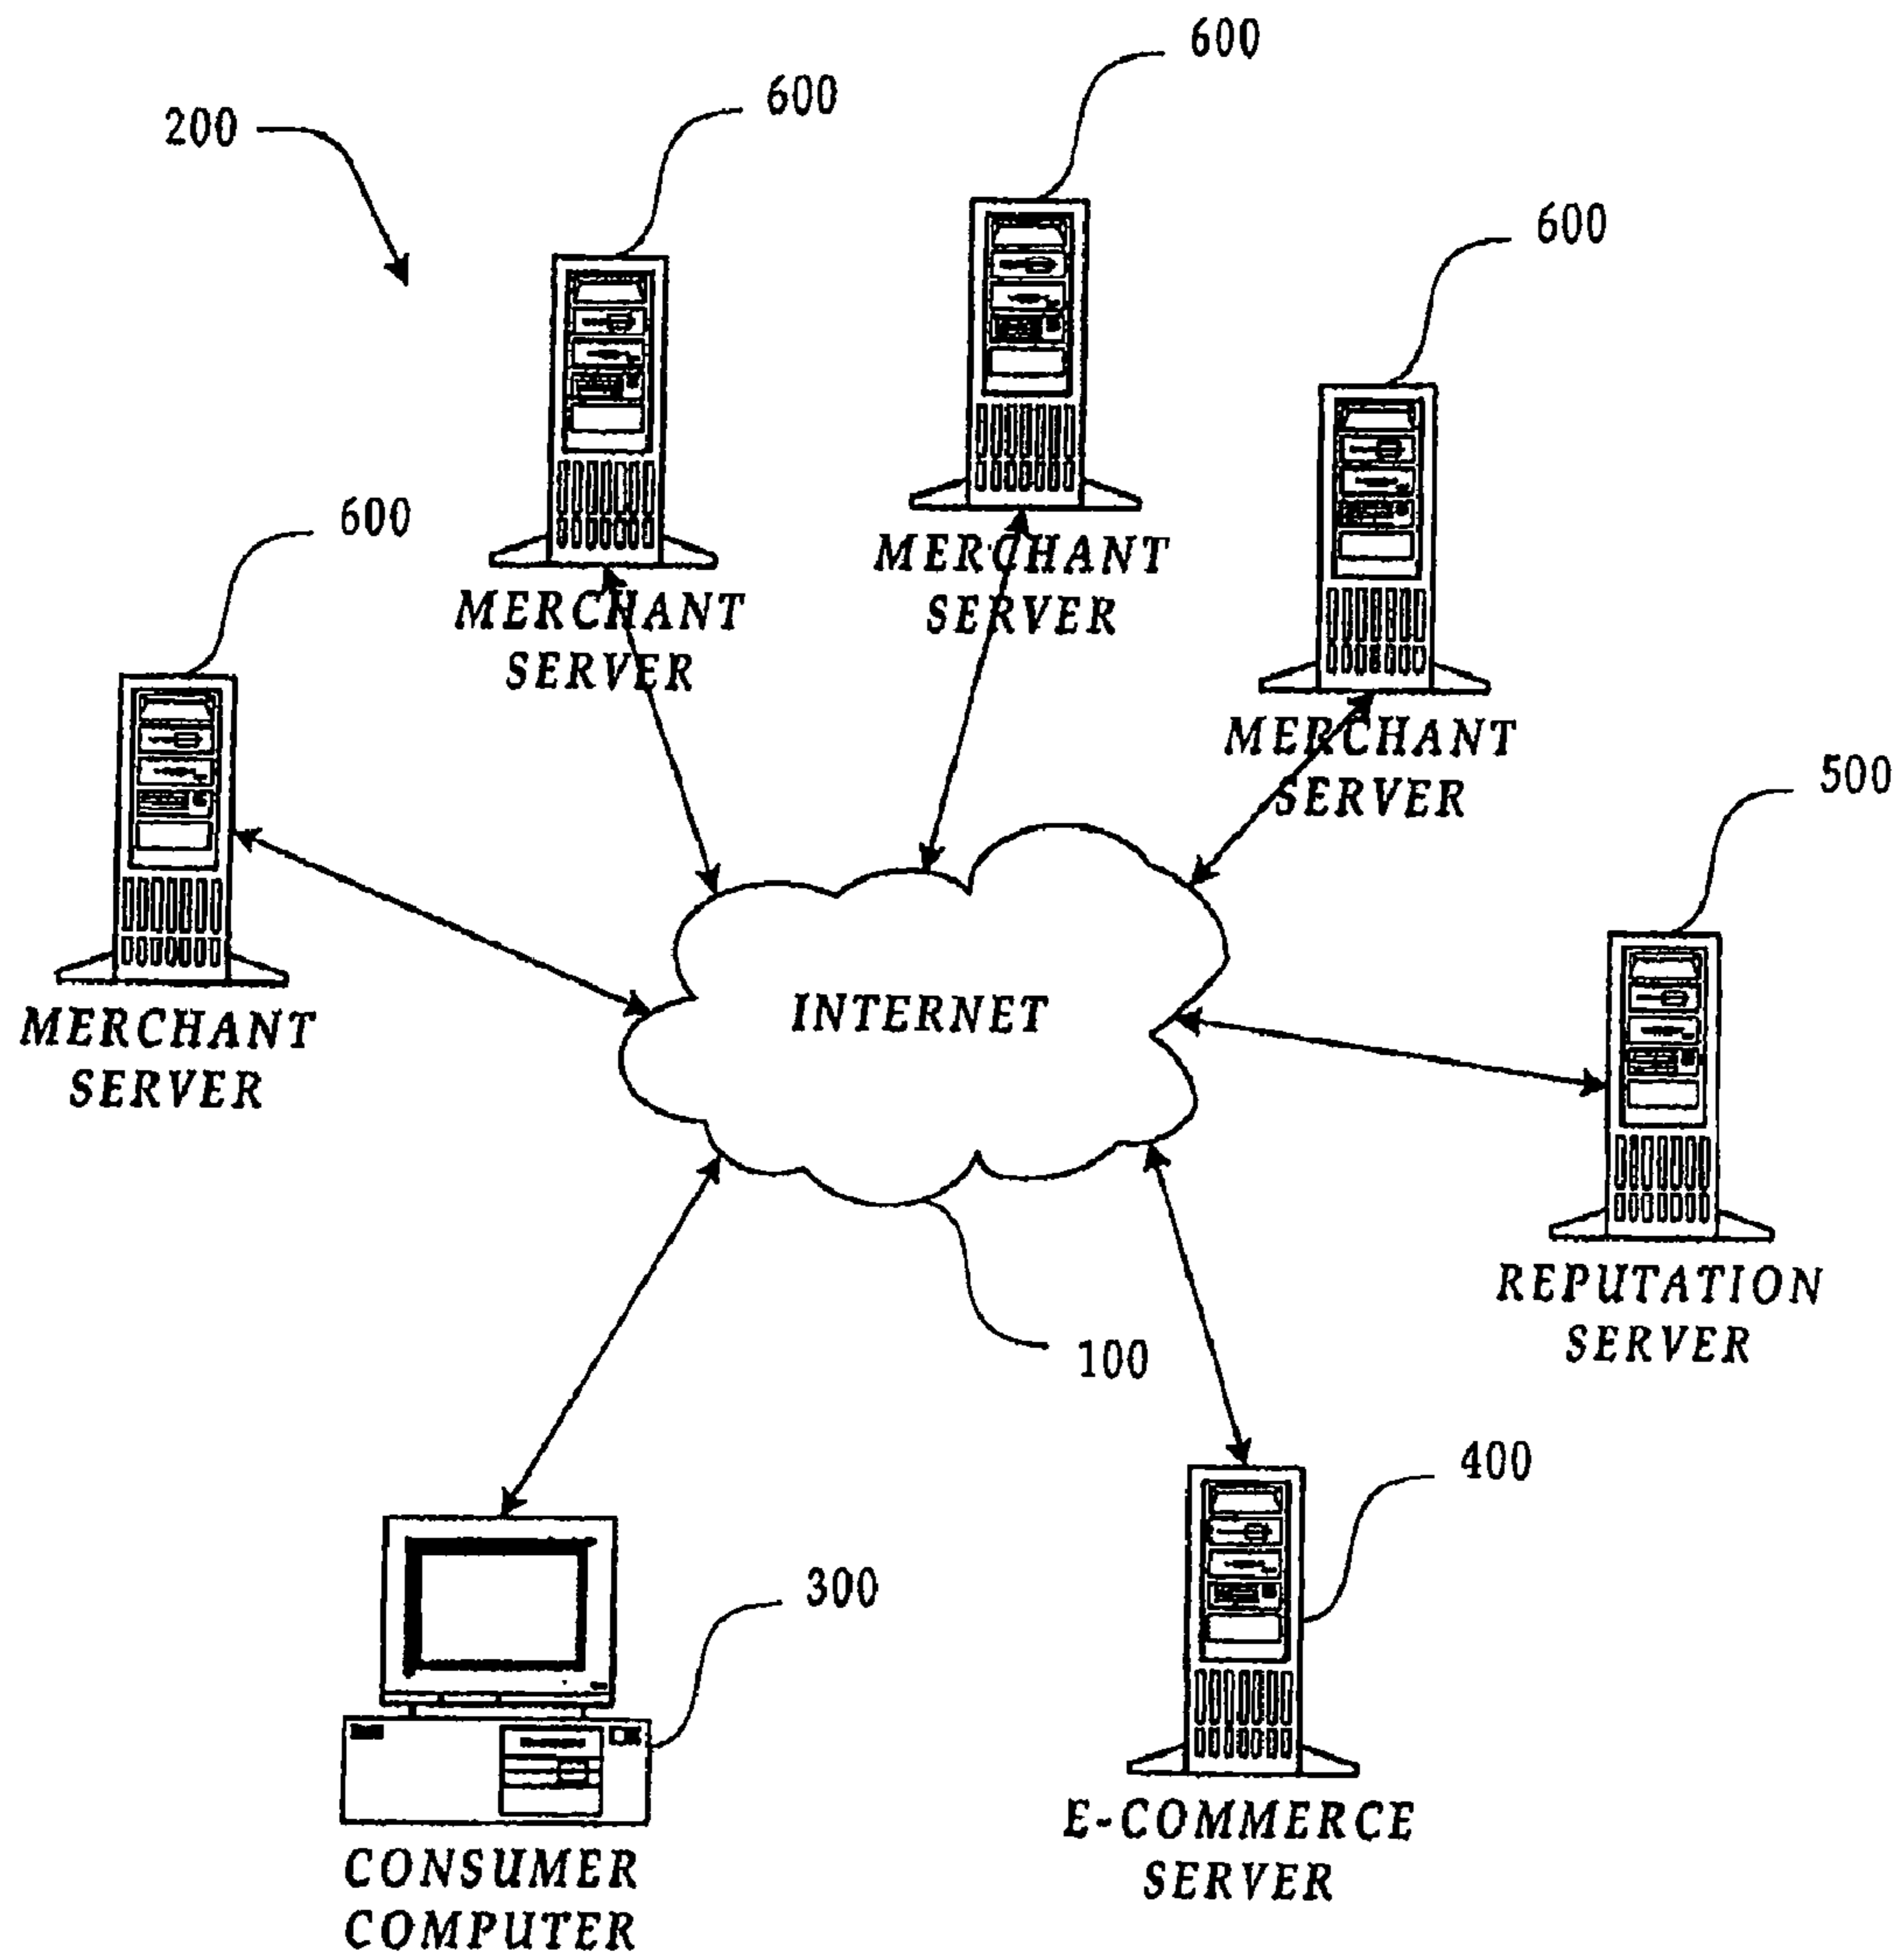 600
600
200
600
600
MERCHANT
SERVER
MERCHANT
SERVER
MERCHANT
SERVER
500
MERCHANT
SERVER
INTERNET
REPUTATION
SERVER
100
400
300
E-COMMERCE
SERVER
CONSUMER
COMPUTER